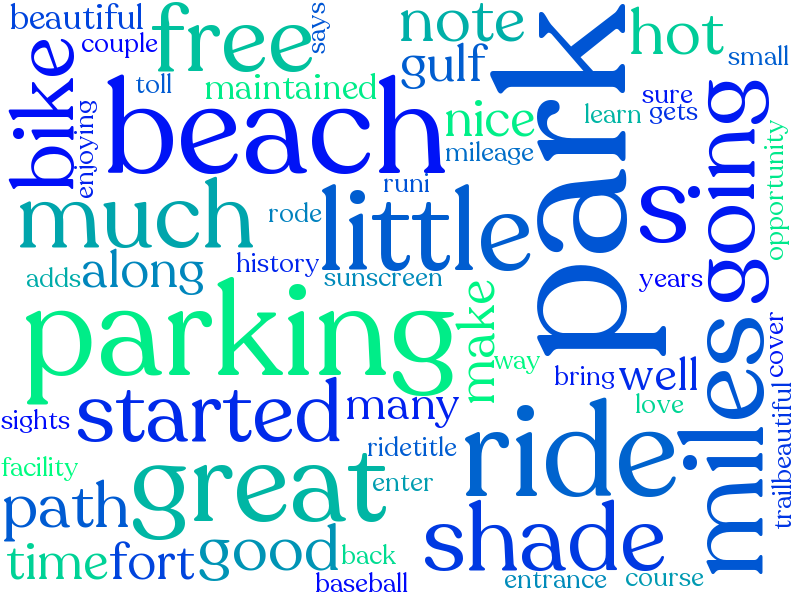 beautiful
couple
free
says
note
hot
small
gulf
bike
toll
maintained
park
beach
enjoying
nice
learn
sure
gets
going
mileage
opportunity
runi
much
rode
little
s
along
adds
history
sunscreen
years
parking
make
way
miles
cover
bring
well
love
sights
started
many
ride
trailbeautiful
ridetitle
facility
great
enter
path
shade
time
fort
good
back
baseball
entrance
course